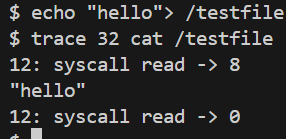 $ echo "hello"> /testfile
$ trace 32 cat /testfile
12: syscall read -> 8
"hello"
12: syscall read -> 0
$